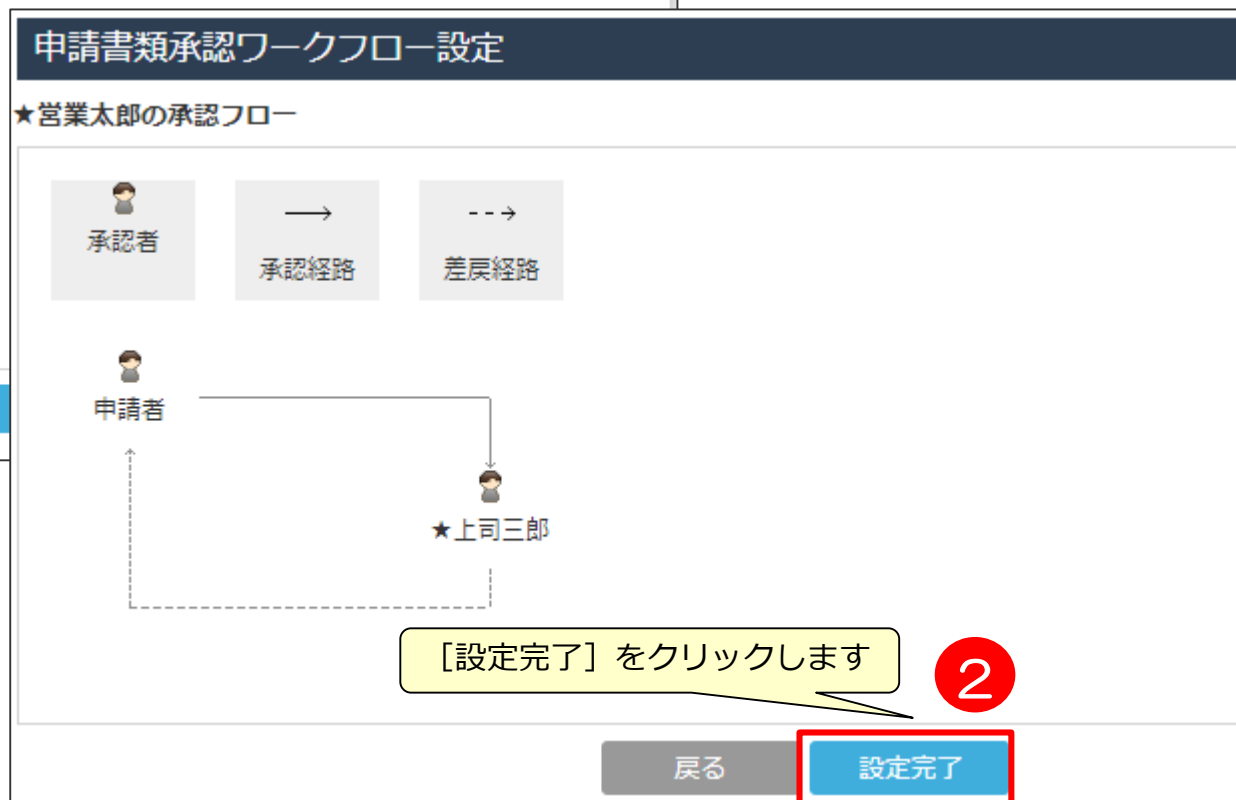 申請書類承認ワークフロー設定
★営業太郎の承認フロー
承認者
承認経路
差戻経路
申請者
★上司三郎
［設定完了］をクリックします
2
戻る
設定完了